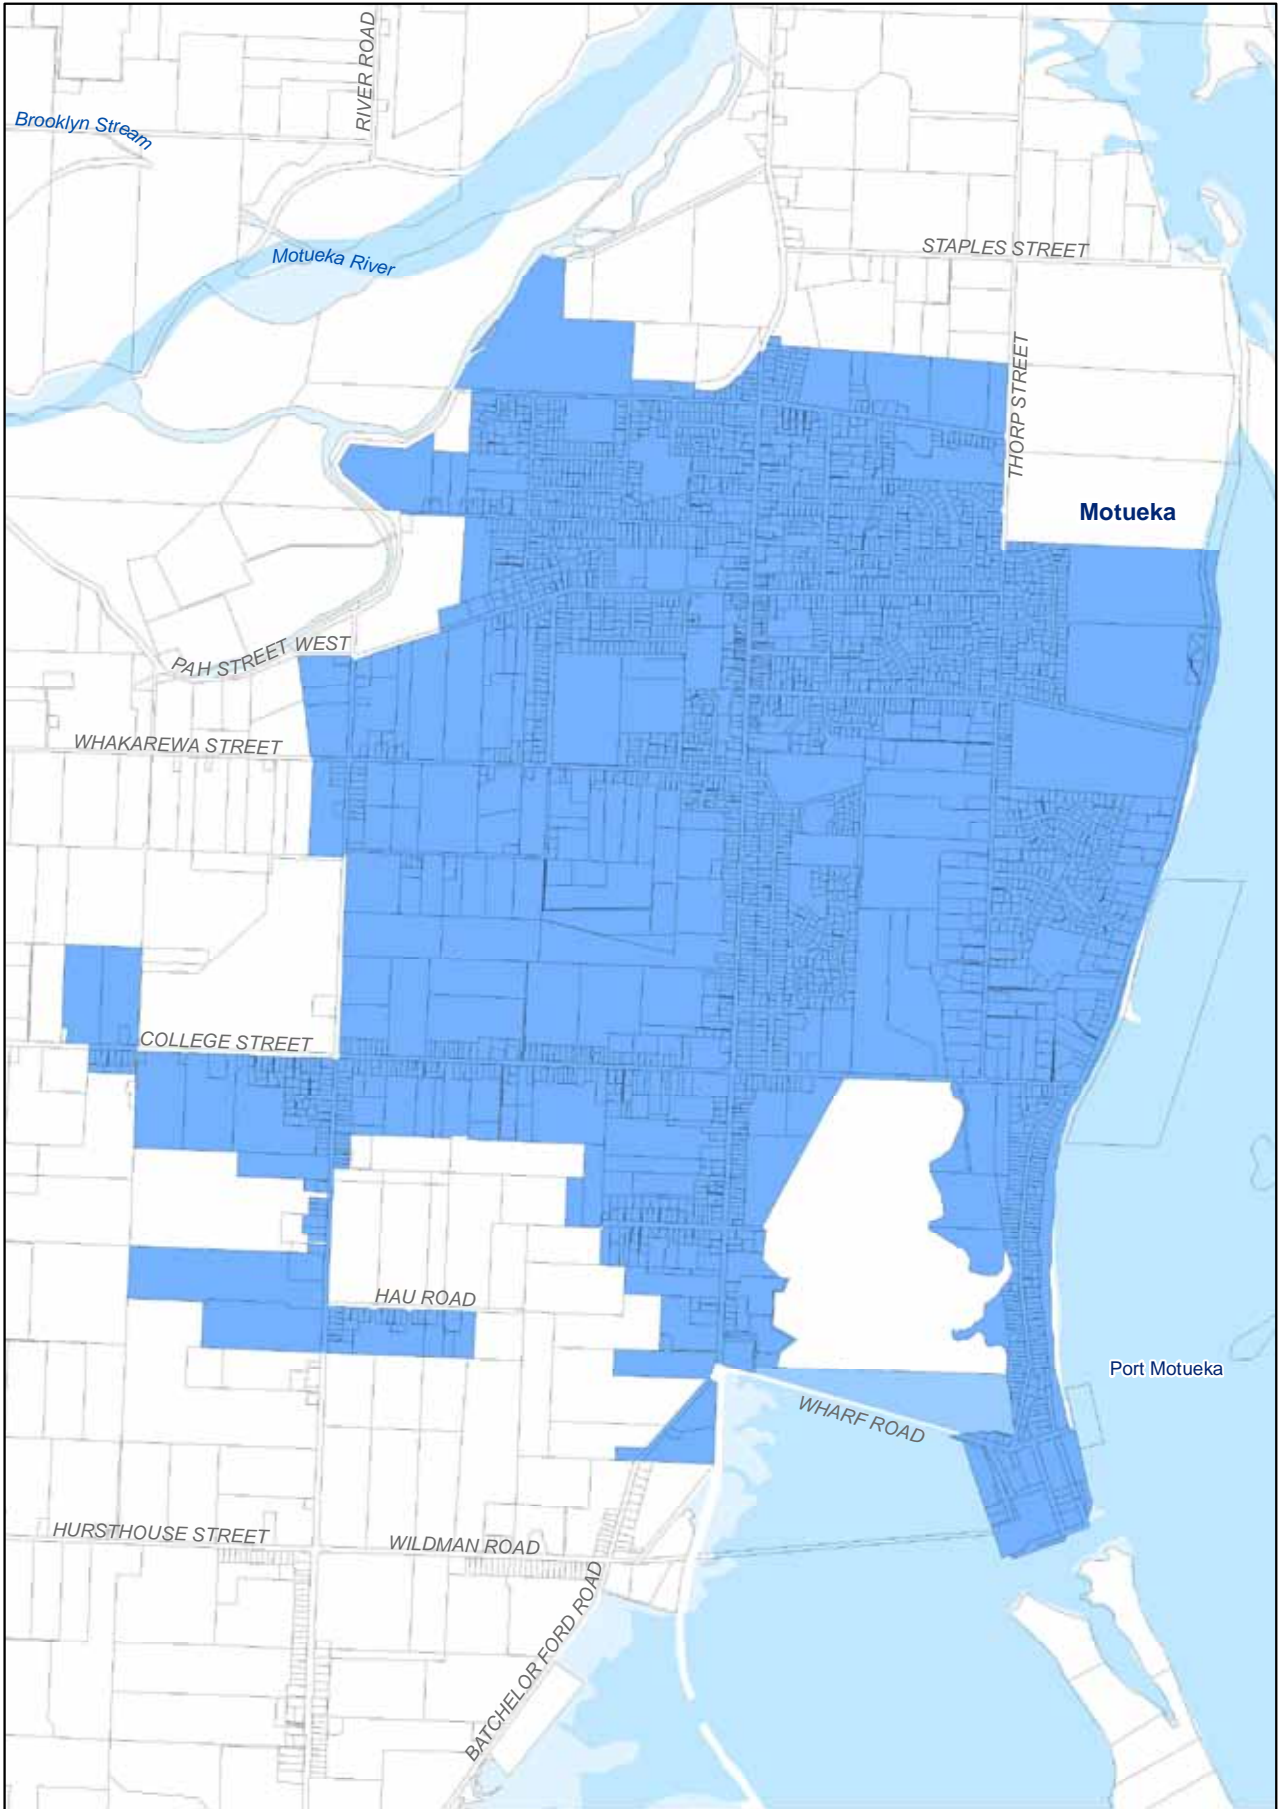 RIVER ROAD
Brooklyn Stream
STAPLES STREET
Motueka River
THORP STREET
Motueka
PAH STREET WEST
WHAKAREWA STREET
COLLEGE STREET
HAU ROAD
Port Motueka
WHARF ROAD
HURSTHOUSE STREET
WILDMAN ROAD
BATCHELOR FORD ROAD